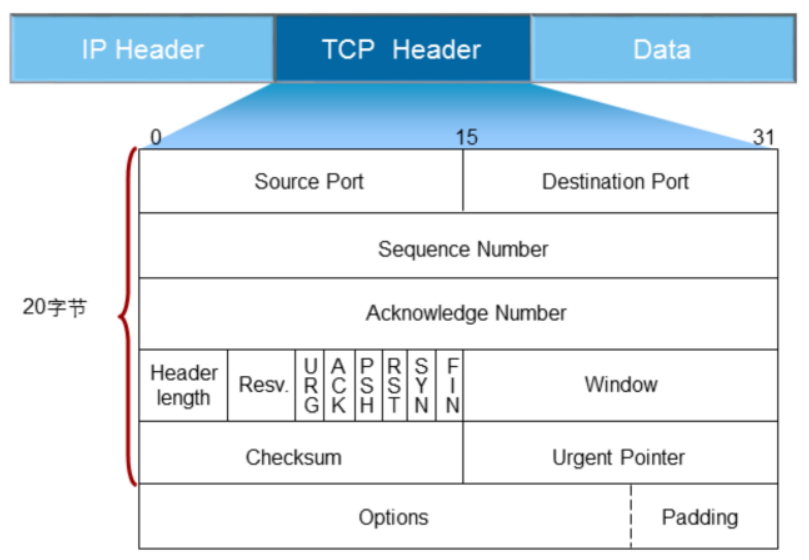 IP Header TCP Header Data
0 15 31
Source Port Destination Port
Sequence Number
20字节
Acknowledge Number
Header length Resv. URG ACK PSH RST SYN FIN Window
Checksum Urgent Pointer
Options Padding